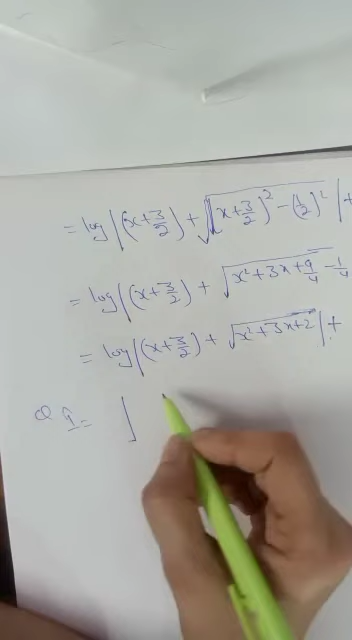 = log|(x+3/2) + √((x+3/2)² - (1/2)²)| +
= log|(x+3/2) + √(x²+3x+9/4 - 1/4
= log|(x+3/2) + √(x²+3x+2)| +
Q I = ∫